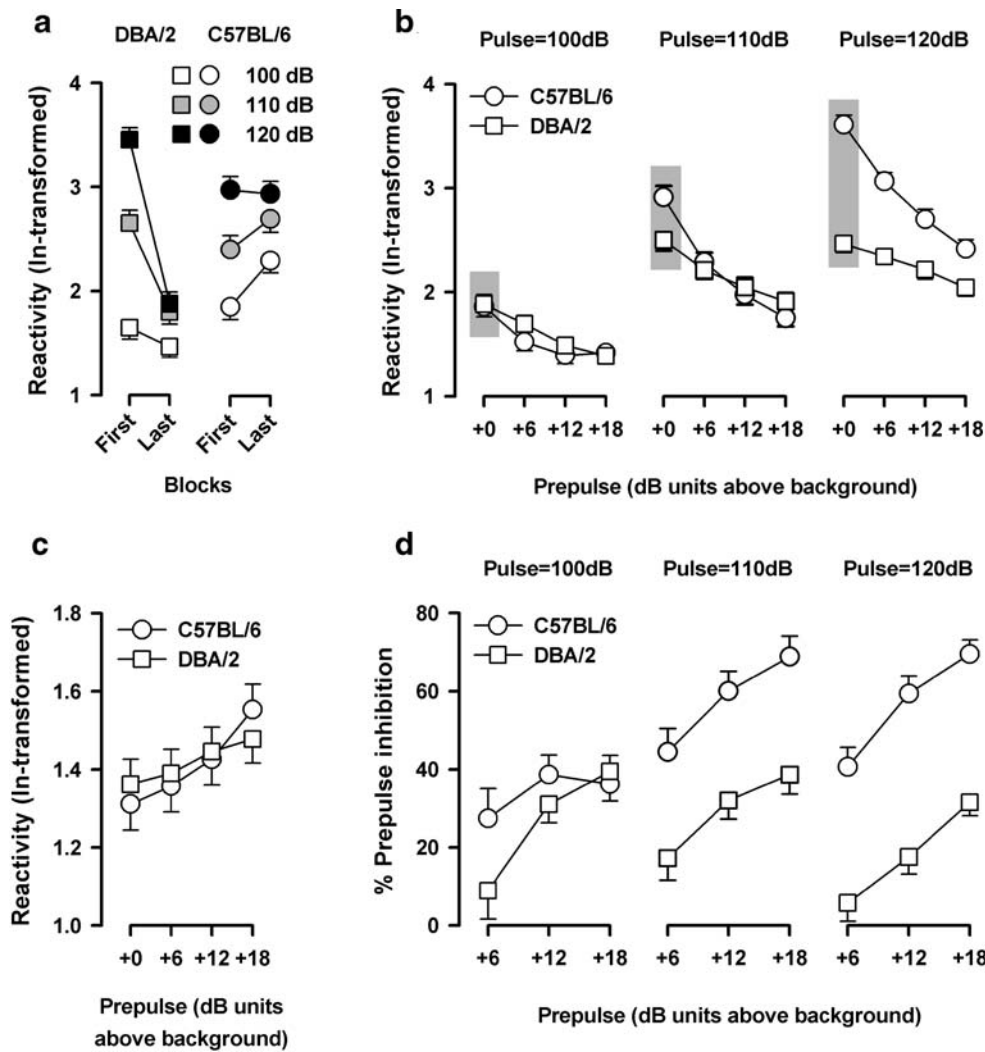 a
DBA/2 C57BL/6
100 dB
110 dB
120 dB
Reactivity (ln-transformed)
4
3
2
1
First Last First Last
Blocks
b
Pulse=100dB Pulse=110dB Pulse=120dB
C57BL/6
DBA/2
Reactivity (ln-transformed)
4
3
2
1
+0 +6 +12 +18 +0 +6 +12 +18 +0 +6 +12 +18
Prepulse (dB units above background)
c
C57BL/6
DBA/2
Reactivity (ln-transformed)
1.8
1.6
1.4
1.2
1.0
+0 +6 +12 +18
Prepulse (dB units
above background)
d
Pulse=100dB Pulse=110dB Pulse=120dB
C57BL/6
DBA/2
% Prepulse inhibition
80
60
40
20
0
+6 +12 +18 +6 +12 +18 +6 +12 +18
Prepulse (dB units above background)